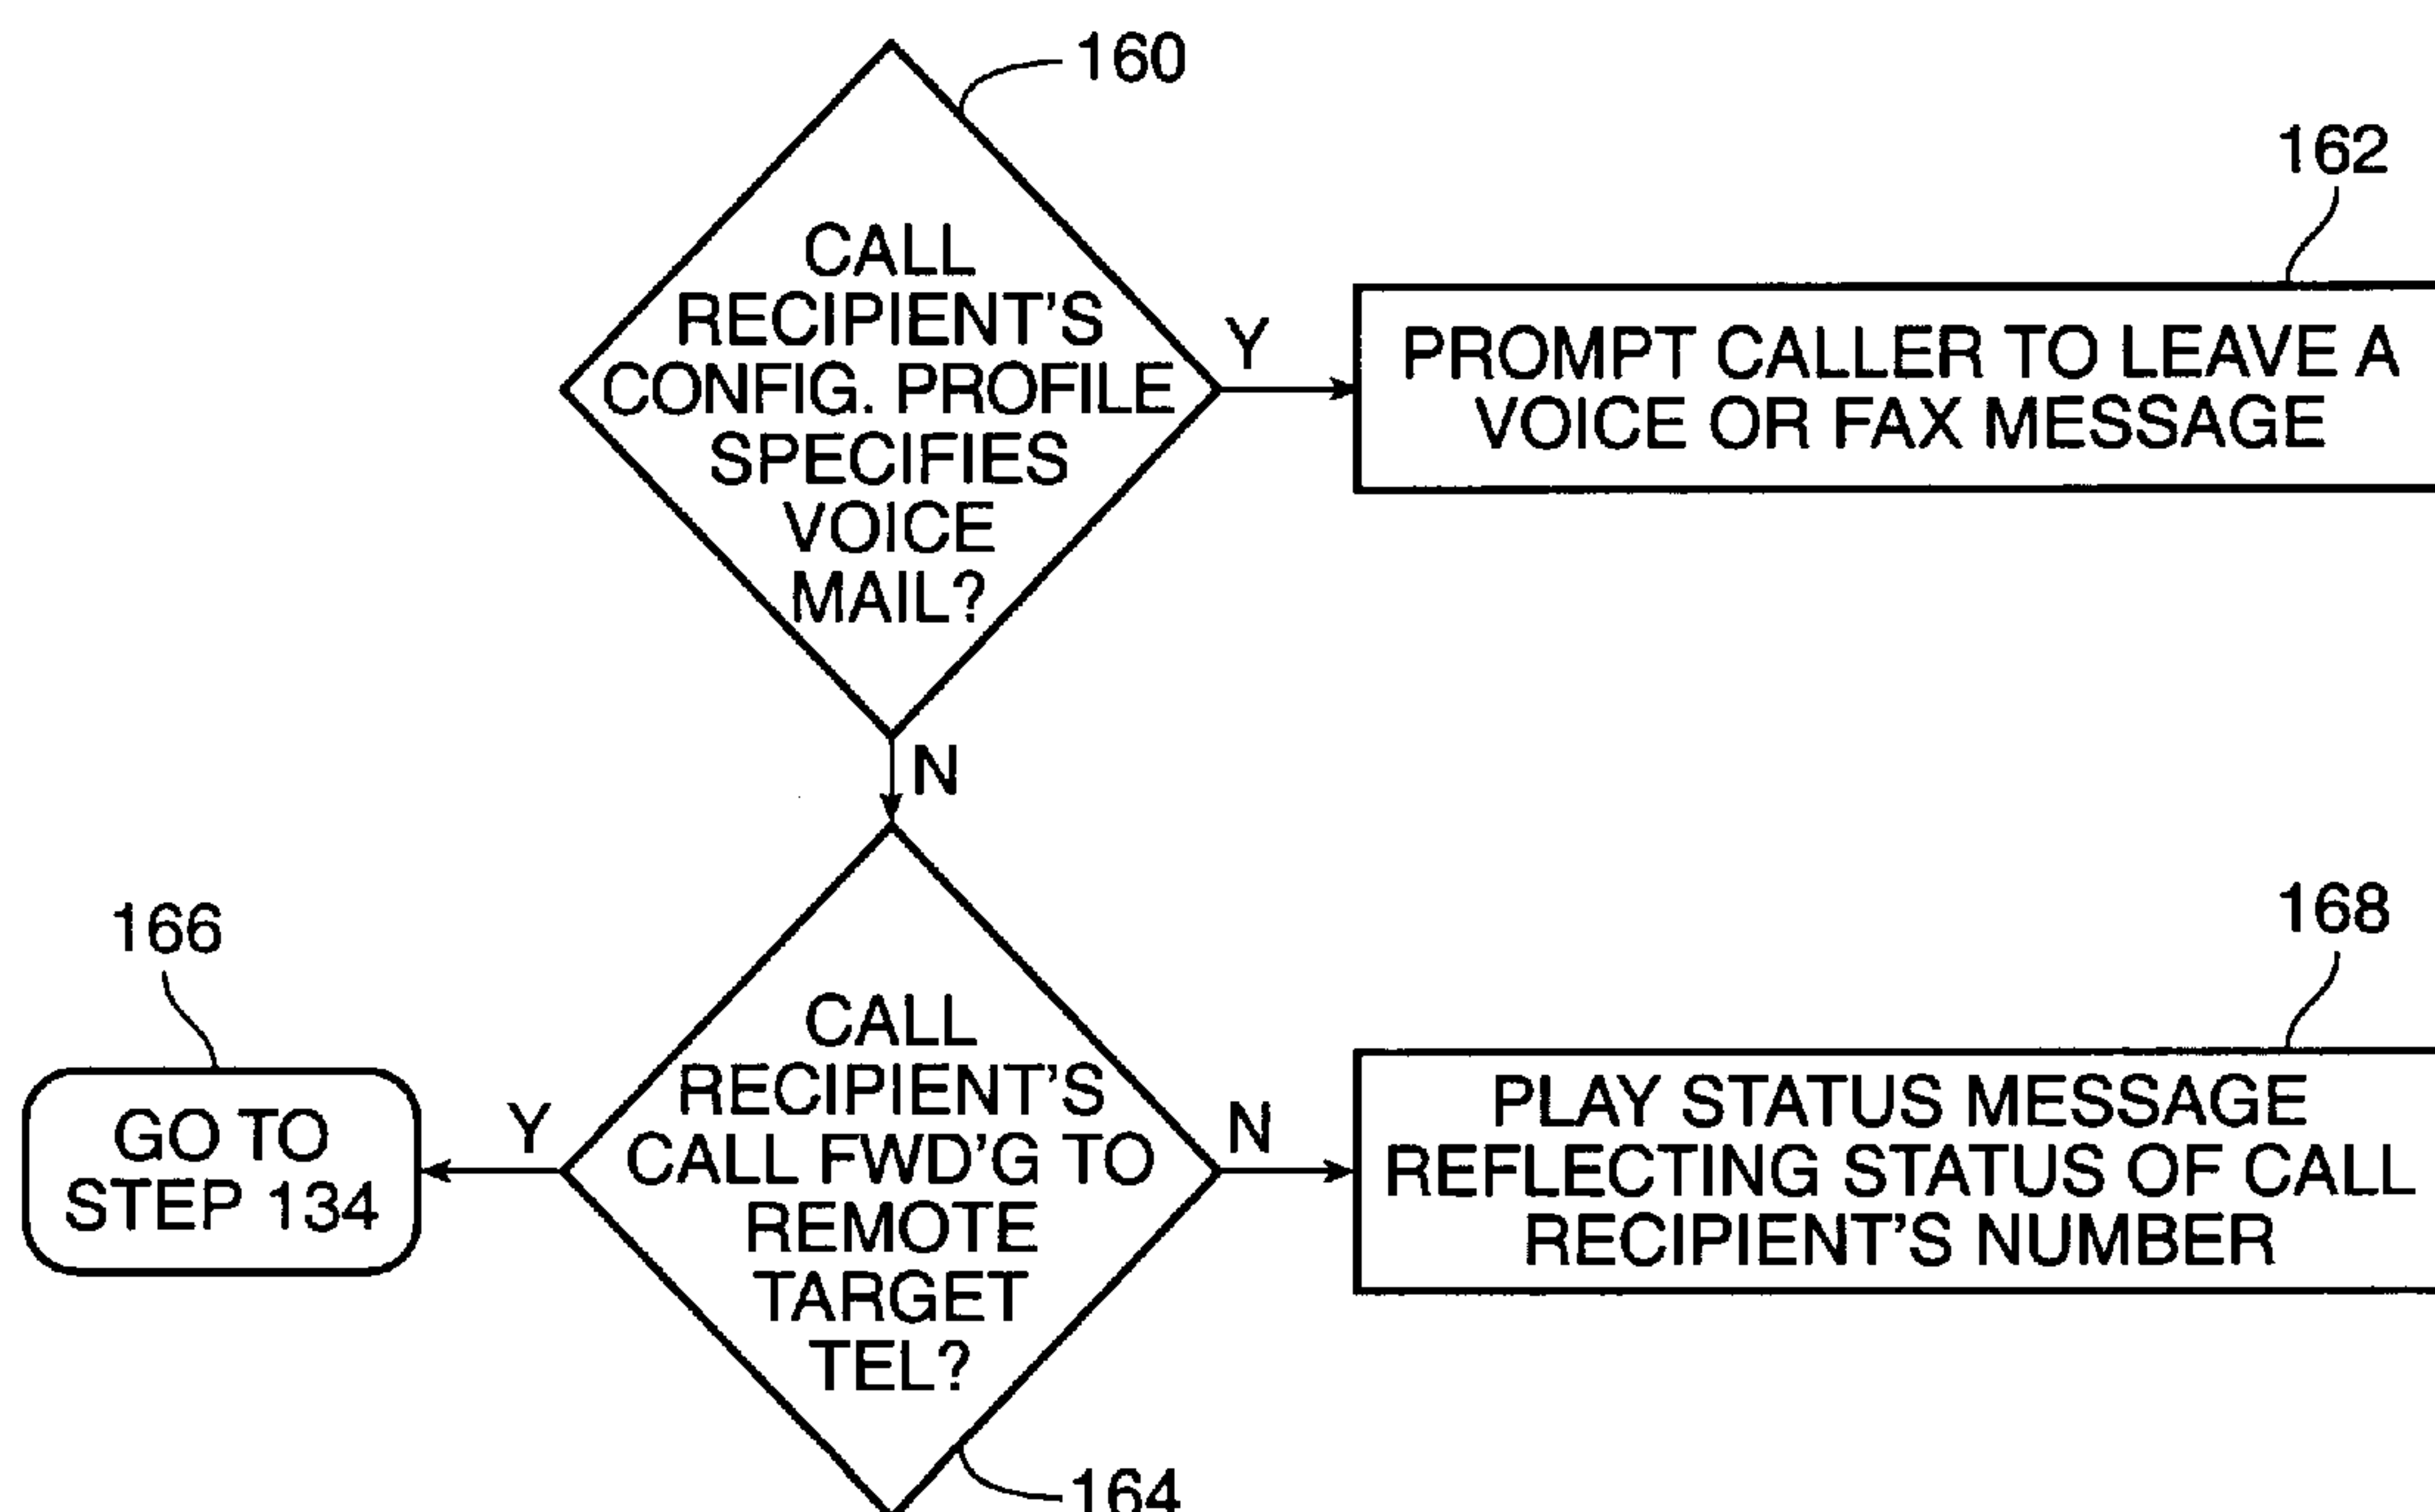 160
CALL
RECIPIENT'S
CONFIG. PROFILE
SPECIFIES
VOICE
MAIL?
Y
162
PROMPT CALLER TO LEAVE A
VOICE OR FAX MESSAGE
N
166
GO TO
STEP 134
Y
CALL
RECIPIENT'S
CALL FWD'G TO
REMOTE
TARGET
TEL?
164
N
168
PLAY STATUS MESSAGE
REFLECTING STATUS OF CALL
RECIPIENT'S NUMBER